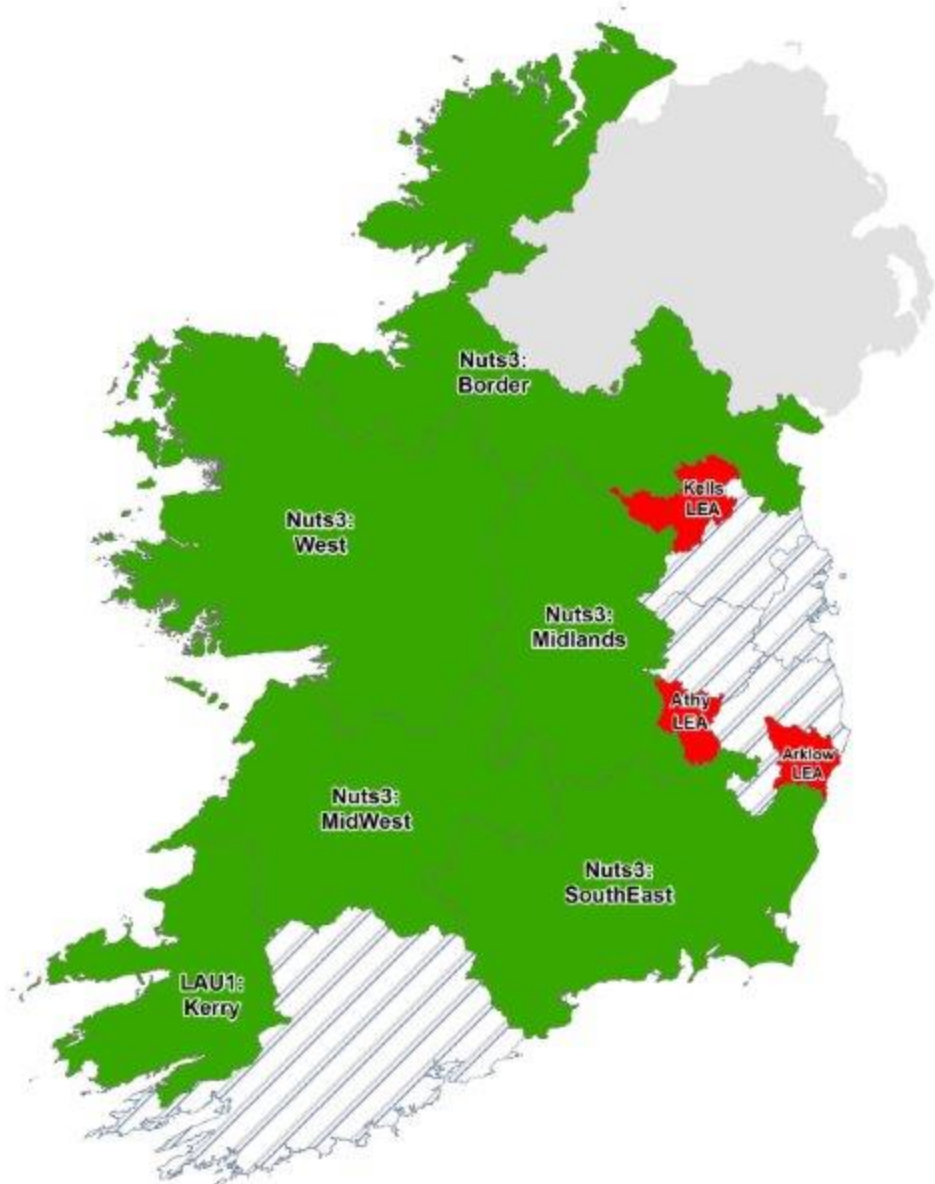 Nuts3:
Border
Kells
LEA
Nuts3:
West
Nuts3:
Midlands
Athy
LEA
Arklow
LEA
Nuts3:
MidWest
Nuts3:
SouthEast
LAU1:
Kerry